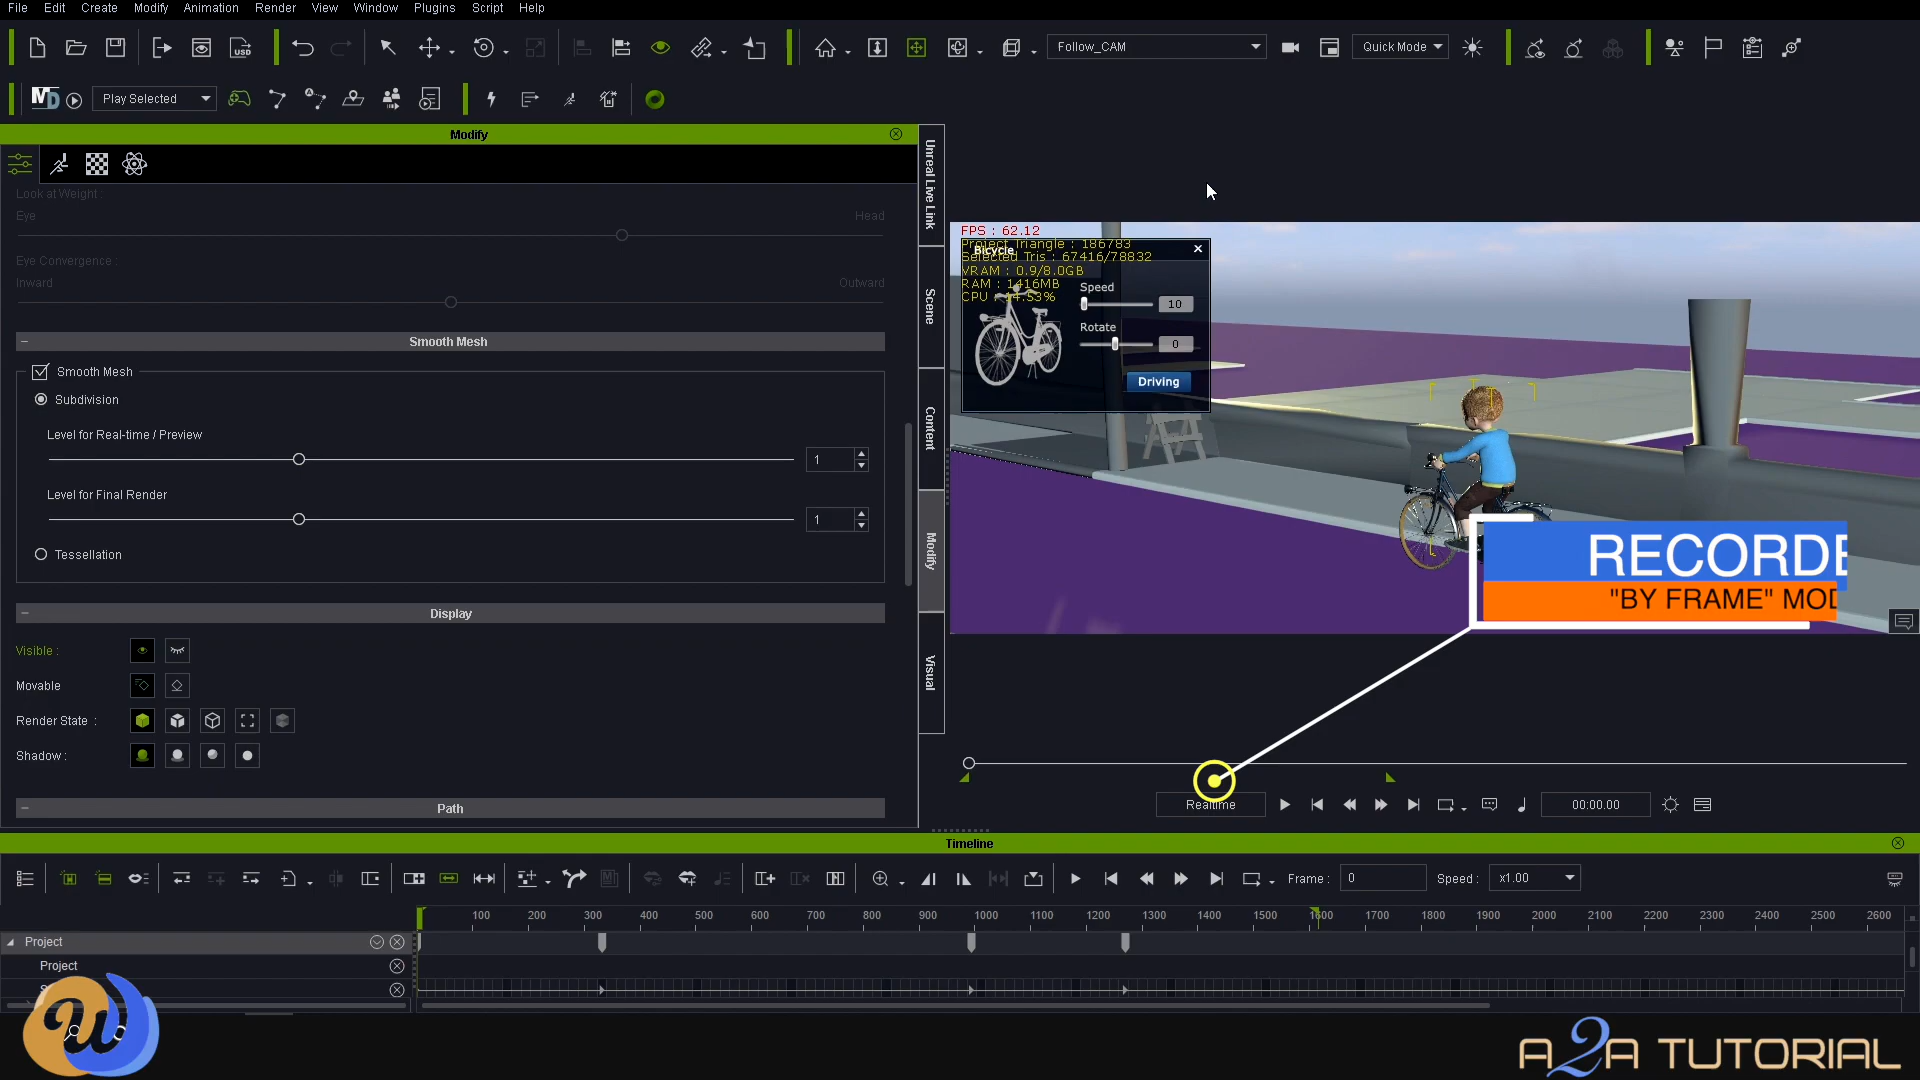 File Edit Create Modify Animation Render View Window Plugins Script Help
USD
Follow_CAM
Quick Mode
MD
Play Selected
Modify
Look at Weight :
Eye
Head
Eye Convergence :
Inward
Outward
Smooth Mesh
Smooth Mesh
Subdivision
Level for Real-time / Preview
1
Level for Final Render
1
Tessellation
Display
Visible :
Movable
Render State :
Shadow :
Path
Unreal Live Link
Scene
Content
Modify
Visual
FPS : 62.12
Project Triangle : 186783
Bicycle
Selected Tris : 67416/78832
VRAM : 0.9/8.0GB
RAM : 1416MB
CPU : 14.53%
Speed
10
Rotate
0
Driving
RECORDE
"BY FRAME" MOD
Realtime
00:00.00
Timeline
Frame : 0
Speed : x1.00
100 200 300 400 500 600 700 800 900 1000 1100 1200 1300 1400 1500 1600 1700 1800 1900 2000 2100 2200 2300 2400 2500 2600
Project
Project
A2A TUTORIAL